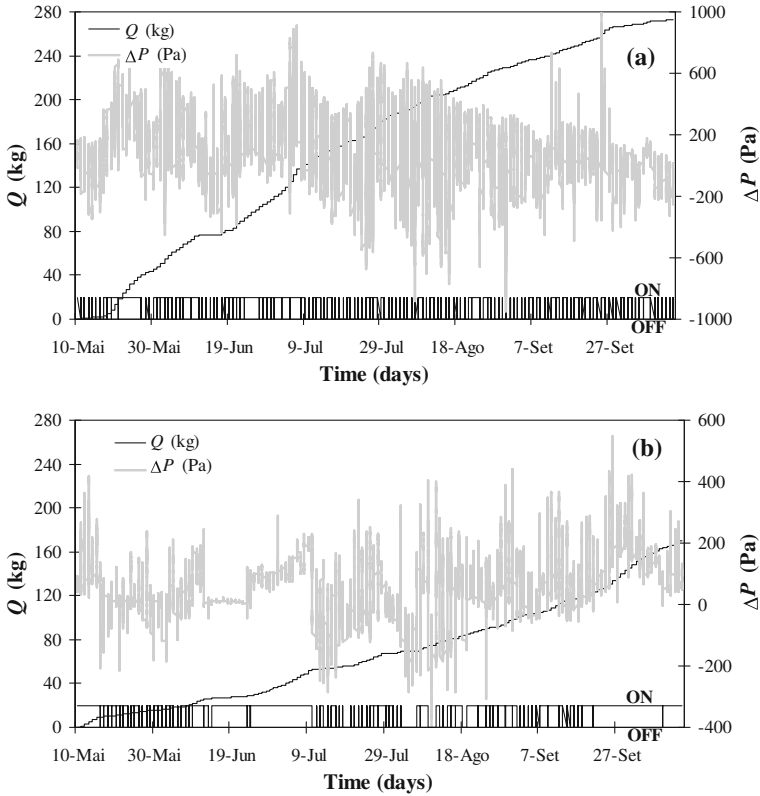 280
240
200
160
120
80
40
0
Q (kg)
Q (kg)
ΔP (Pa)
(a)
1000
600
200
-200
-600
-1000
ΔP (Pa)
ON
OFF
10-Mai 30-Mai 19-Jun 9-Jul 29-Jul 18-Ago 7-Set 27-Set
Time (days)
280
240
200
160
120
80
40
0
Q (kg)
Q (kg)
ΔP (Pa)
(b)
600
400
200
0
-200
-400
ΔP (Pa)
ON
OFF
10-Mai 30-Mai 19-Jun 9-Jul 29-Jul 18-Ago 7-Set 27-Set
Time (days)